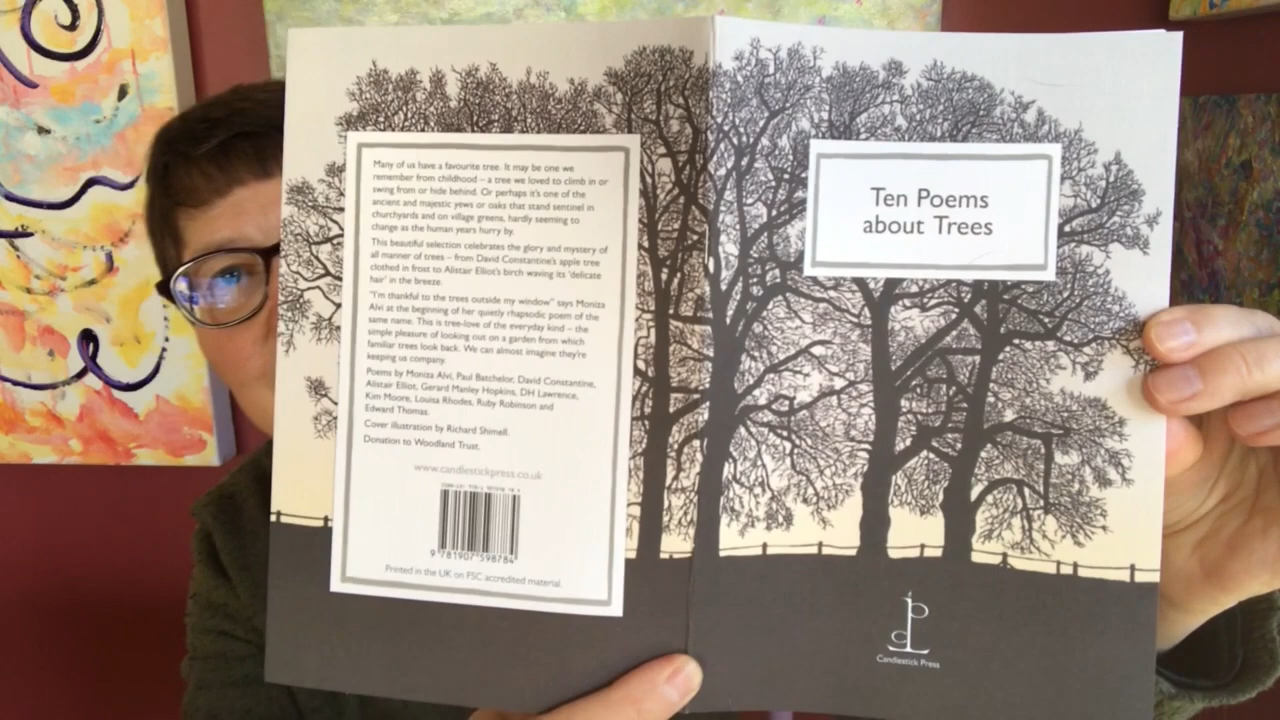 Many of us have a favourite tree. It may be one we
remember from childhood – a tree we loved to climb in or
swing from or hide behind. Or perhaps it's one of the
ancient and majestic yews or oaks that stand sentinel in
churchyards and on village greens, hardly seeming to
change as the human years hurry by.
This beautiful selection celebrates the glory and mystery of
all manner of trees – from David Constantine's apple tree
clothed in frost to Alistair Elliot's birch waving its 'delicate
hair' in the breeze.
"I'm thankful to the trees outside my window" says Moniza
Alvi at the beginning of her quietly rhapsodic poem of the
same name. This is tree-love of the everyday kind – the
simple pleasure of looking out on a garden from which
familiar trees look back. We can almost imagine they're
keeping us company.
Poems by Moniza Alvi, Paul Batchelor, David Constantine,
Alistair Elliot, Gerard Manley Hopkins, DH Lawrence,
Kim Moore, Louisa Rhodes, Ruby Robinson and
Edward Thomas.
Cover illustration by Richard Shimell.
Donation to Woodland Trust.
www.candlestickpress.co.uk
9 781907 598784
Printed in the UK on FSC accredited material.
Ten Poems
about Trees
Candlestick Press